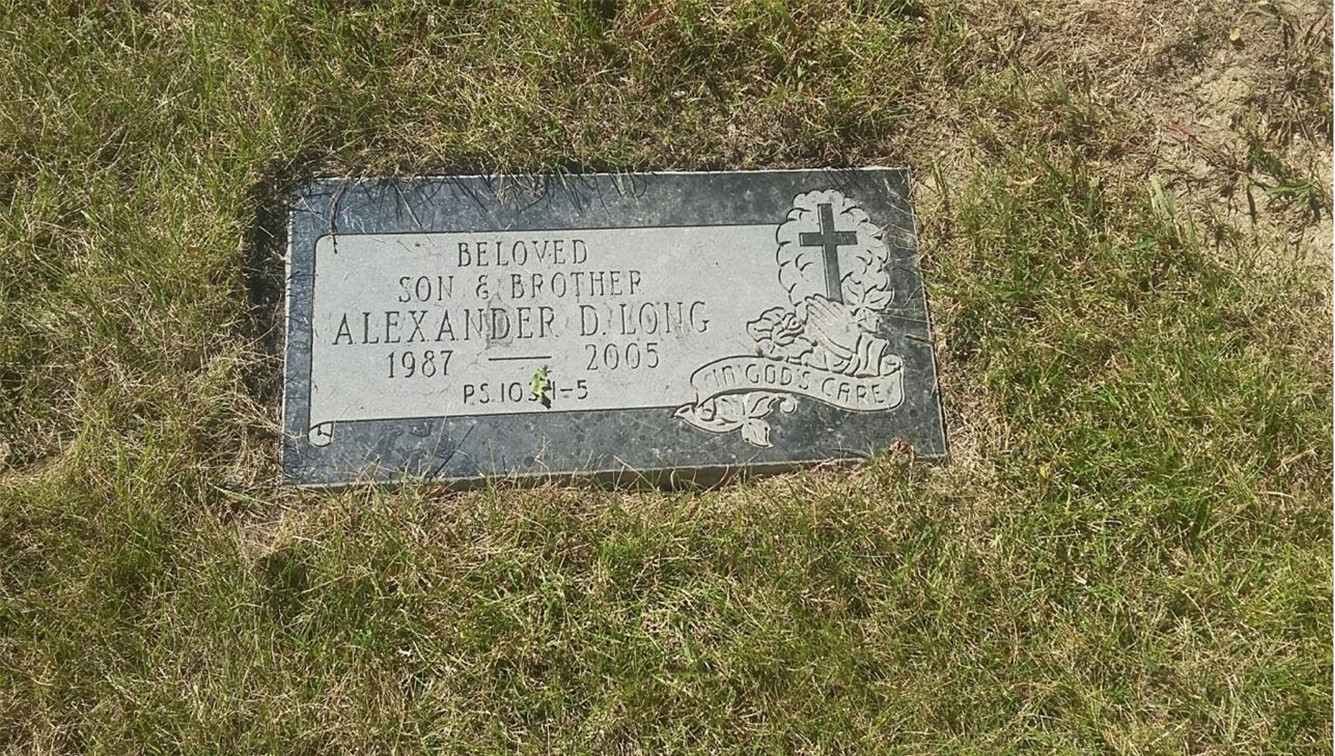 BELOVED
SON & BROTHER
ALEXANDER D. LONG
1987 — 2005
P.S.
IN GOD'S CARE